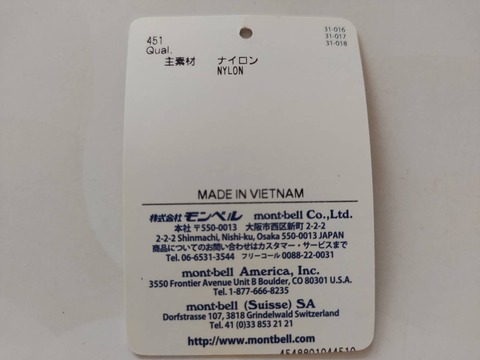 31-016
31-017
31-018
451
Qual.
主素材 ナイロン
NYLON
MADE IN VIETNAM
株式会社 モンベル mont-bell Co.,Ltd.
本社 〒550-0013 大阪市西区新町 2-2-2
2-2-2 Shinmachi, Nishi-ku, Osaka 550-0013 JAPAN
商品についてのお問い合わせはカスタマー・サービスまで
Tel. 06-6531-3544 フリーコール 0088-22-0031
mont-bell America, Inc.
3550 Frontier Avenue Unit B Boulder, CO 80301 U.S.A.
Tel. 1-877-666-8235
mont-bell (Suisse) SA
Dorfstrasse 107, 3818 Grindelwald Switzerland
Tel. 41 (0)33 853 21 21
http://www.montbell.com